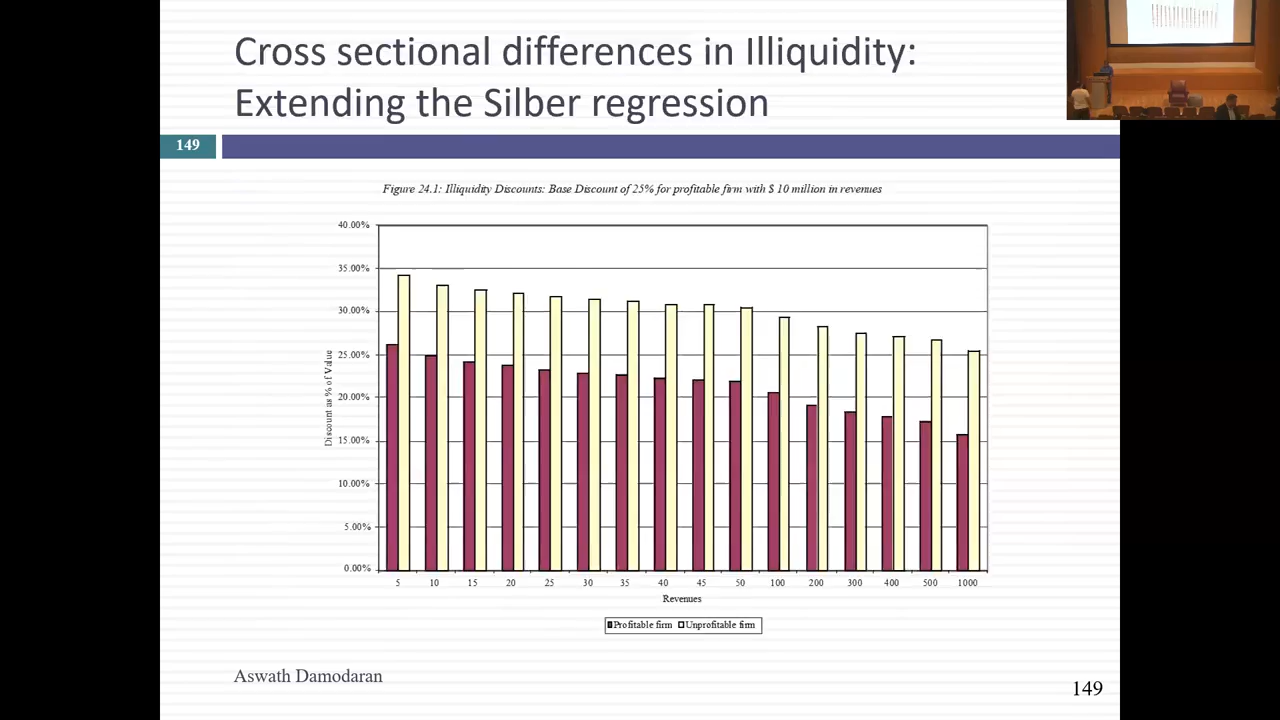 Cross sectional differences in Illiquidity:
Extending the Silber regression
149
Figure 24.1: Illiquidity Discounts: Base Discount of 25% for profitable firm with $ 10 million in revenues
40.00%
35.00%
30.00%
25.00%
20.00%
15.00%
10.00%
5.00%
0.00%
Discount as % of Value
5 10 15 20 25 30 35 40 45 50 100 200 300 400 500 1000
Revenues
Profitable firm Unprofitable firm
Aswath Damodaran
149